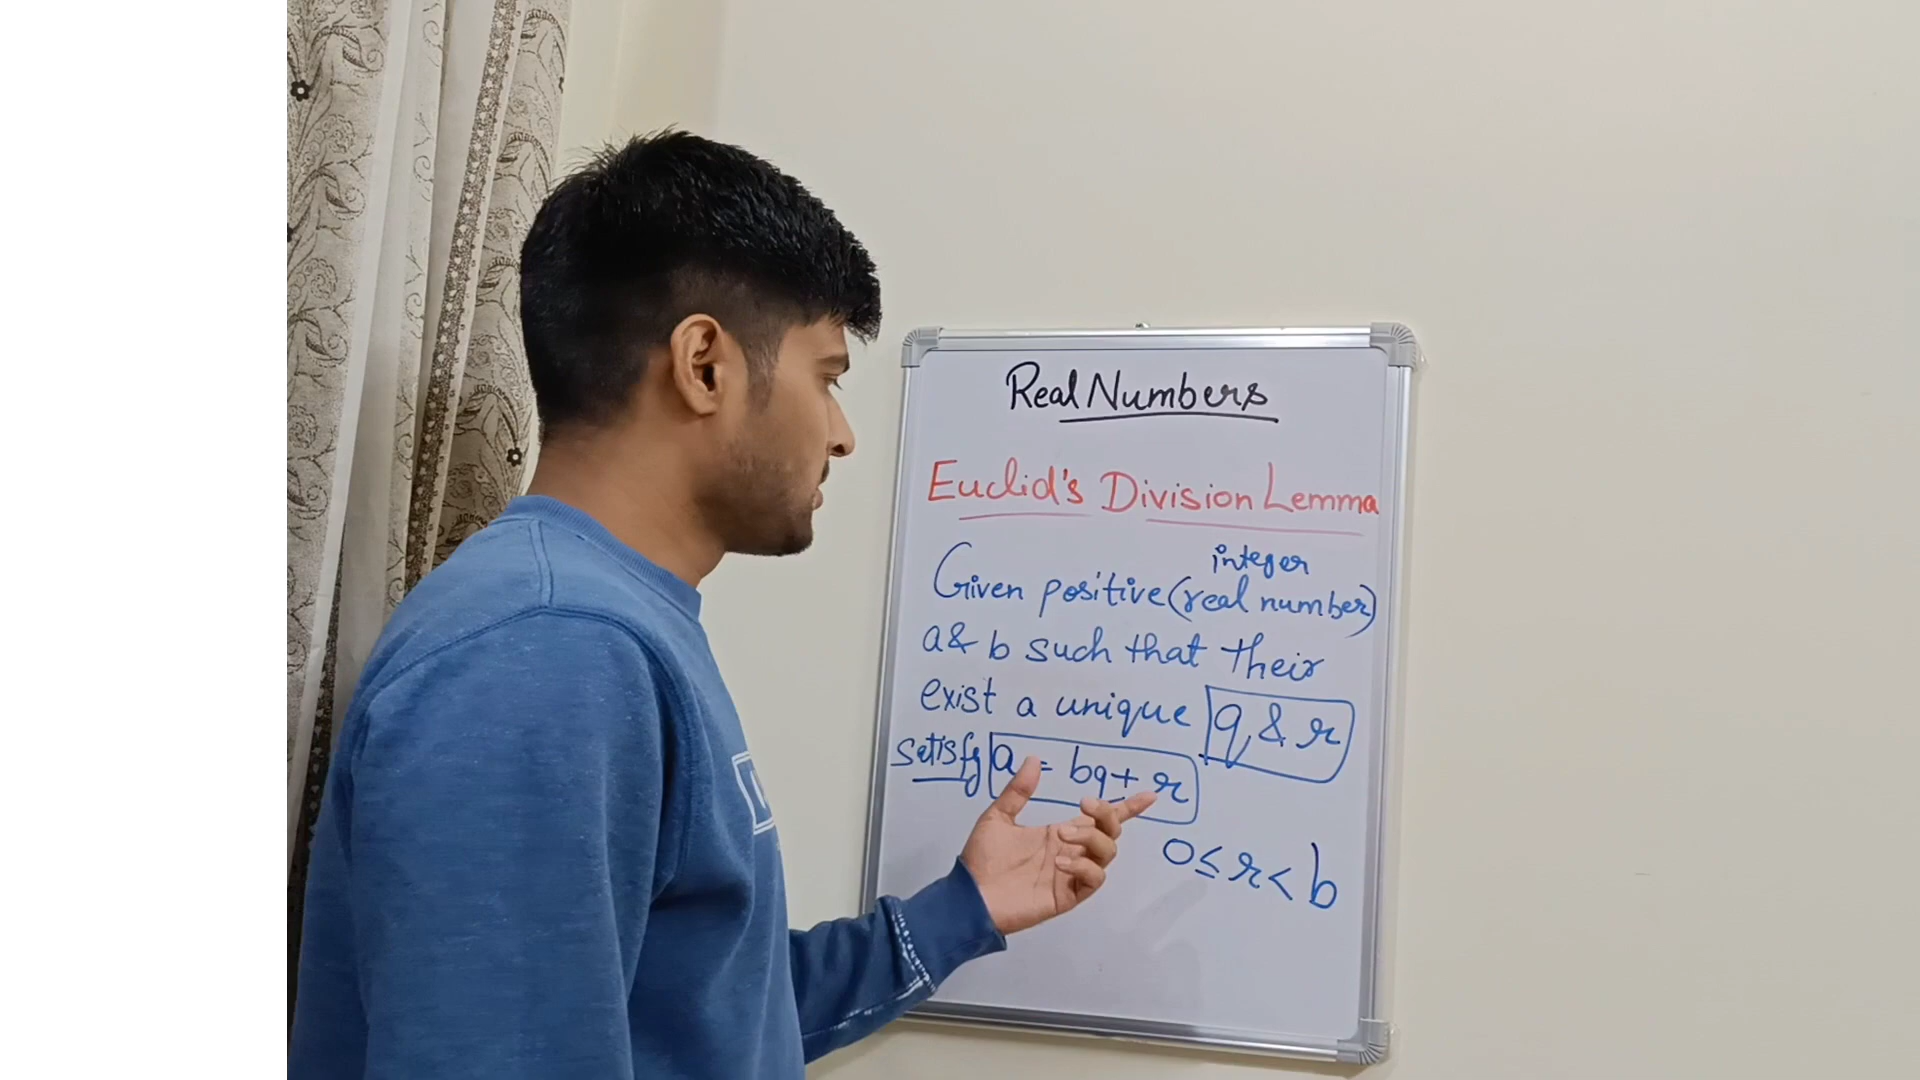 Real Numbers
Euclid's Division Lemma
integer
Given positive (real number)
a & b such that their
exist a unique q & r
satisfy a = bq + r
0 ≤ r < b